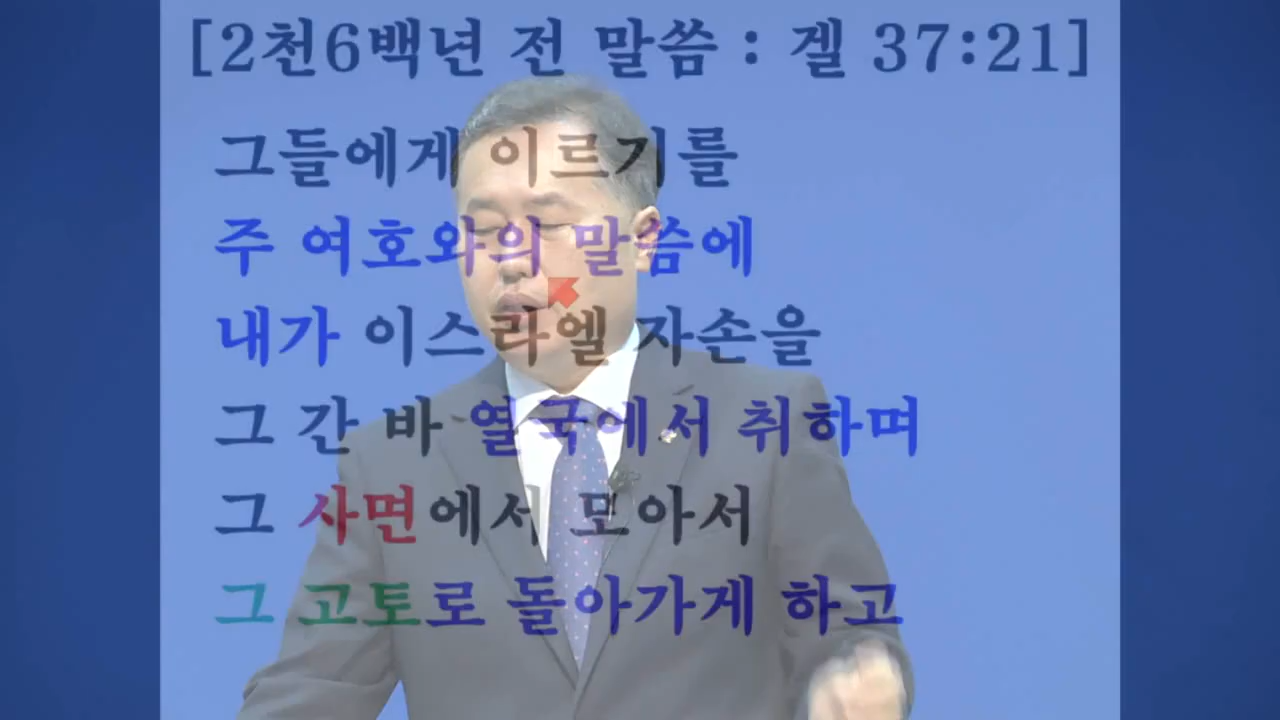 [2천6백년 전 말씀 : 겔 37:21]
그들에게 이르기를
주 여호와의 말씀에
내가 이스라엘 자손을
그 간 바 열국에서 취하며
그 사면에서 모아서
그 고토로 돌아가게 하고